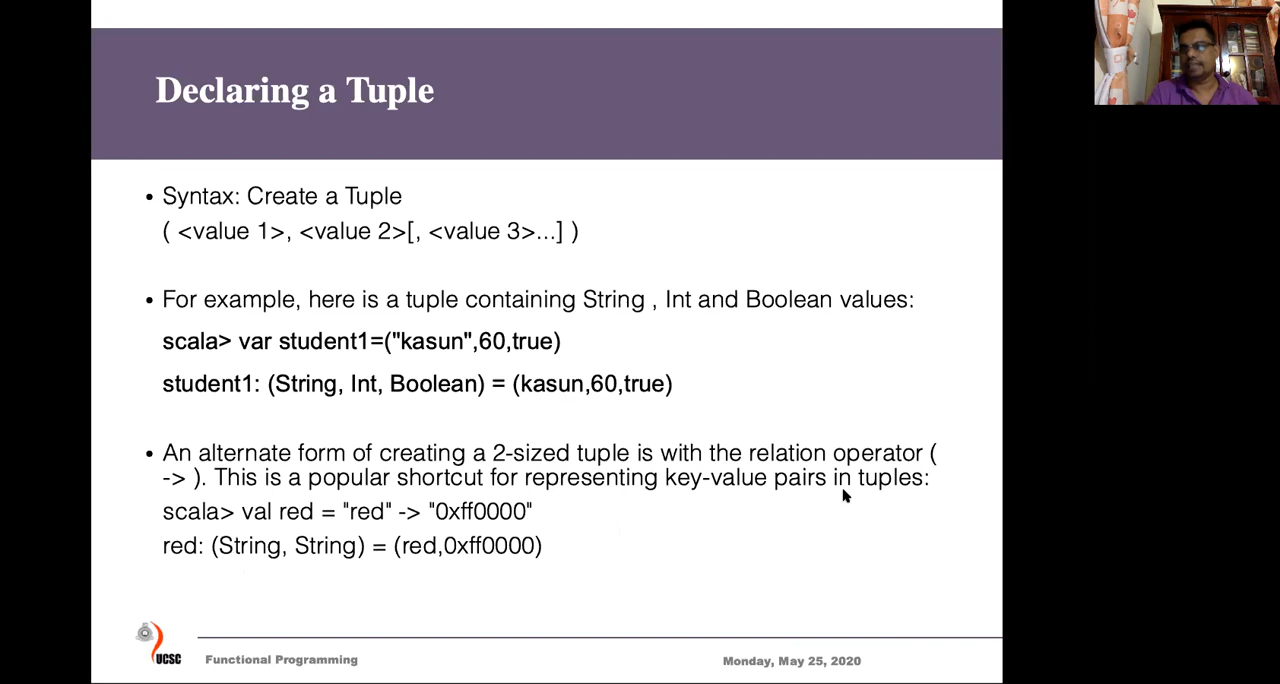 Declaring a Tuple
• Syntax: Create a Tuple
( <value 1>, <value 2>[, <value 3>...] )
• For example, here is a tuple containing String , Int and Boolean values:
scala> var student1=("kasun",60,true)
student1: (String, Int, Boolean) = (kasun,60,true)
• An alternate form of creating a 2-sized tuple is with the relation operator (
-> ). This is a popular shortcut for representing key-value pairs in tuples:
scala> val red = "red" -> "0xff0000"
red: (String, String) = (red,0xff0000)
UCSC
Functional Programming
Monday, May 25, 2020